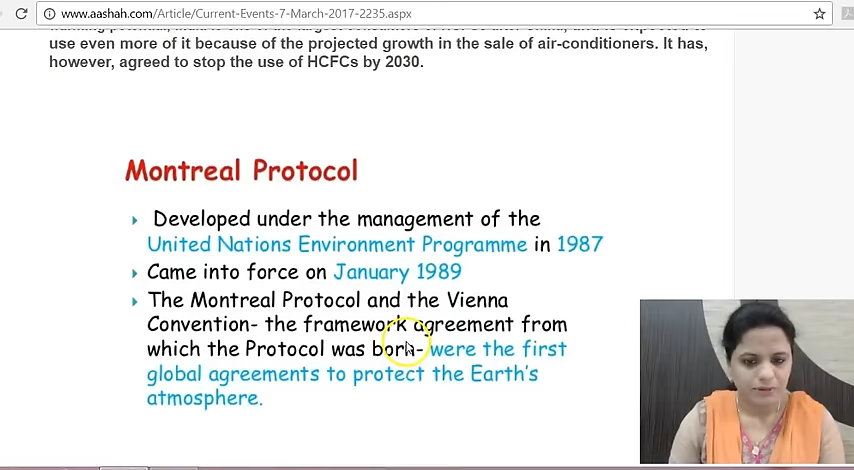 www.aashah.com/Article/Current-Events-7-March-2017-2235.aspx
use even more of it because of the projected growth in the sale of air-conditioners. It has,
however, agreed to stop the use of HCFCs by 2030.
Montreal Protocol
Developed under the management of the
United Nations Environment Programme in 1987
Came into force on January 1989
The Montreal Protocol and the Vienna
Convention- the framework agreement from
which the Protocol was born- were the first
global agreements to protect the Earth's
atmosphere.